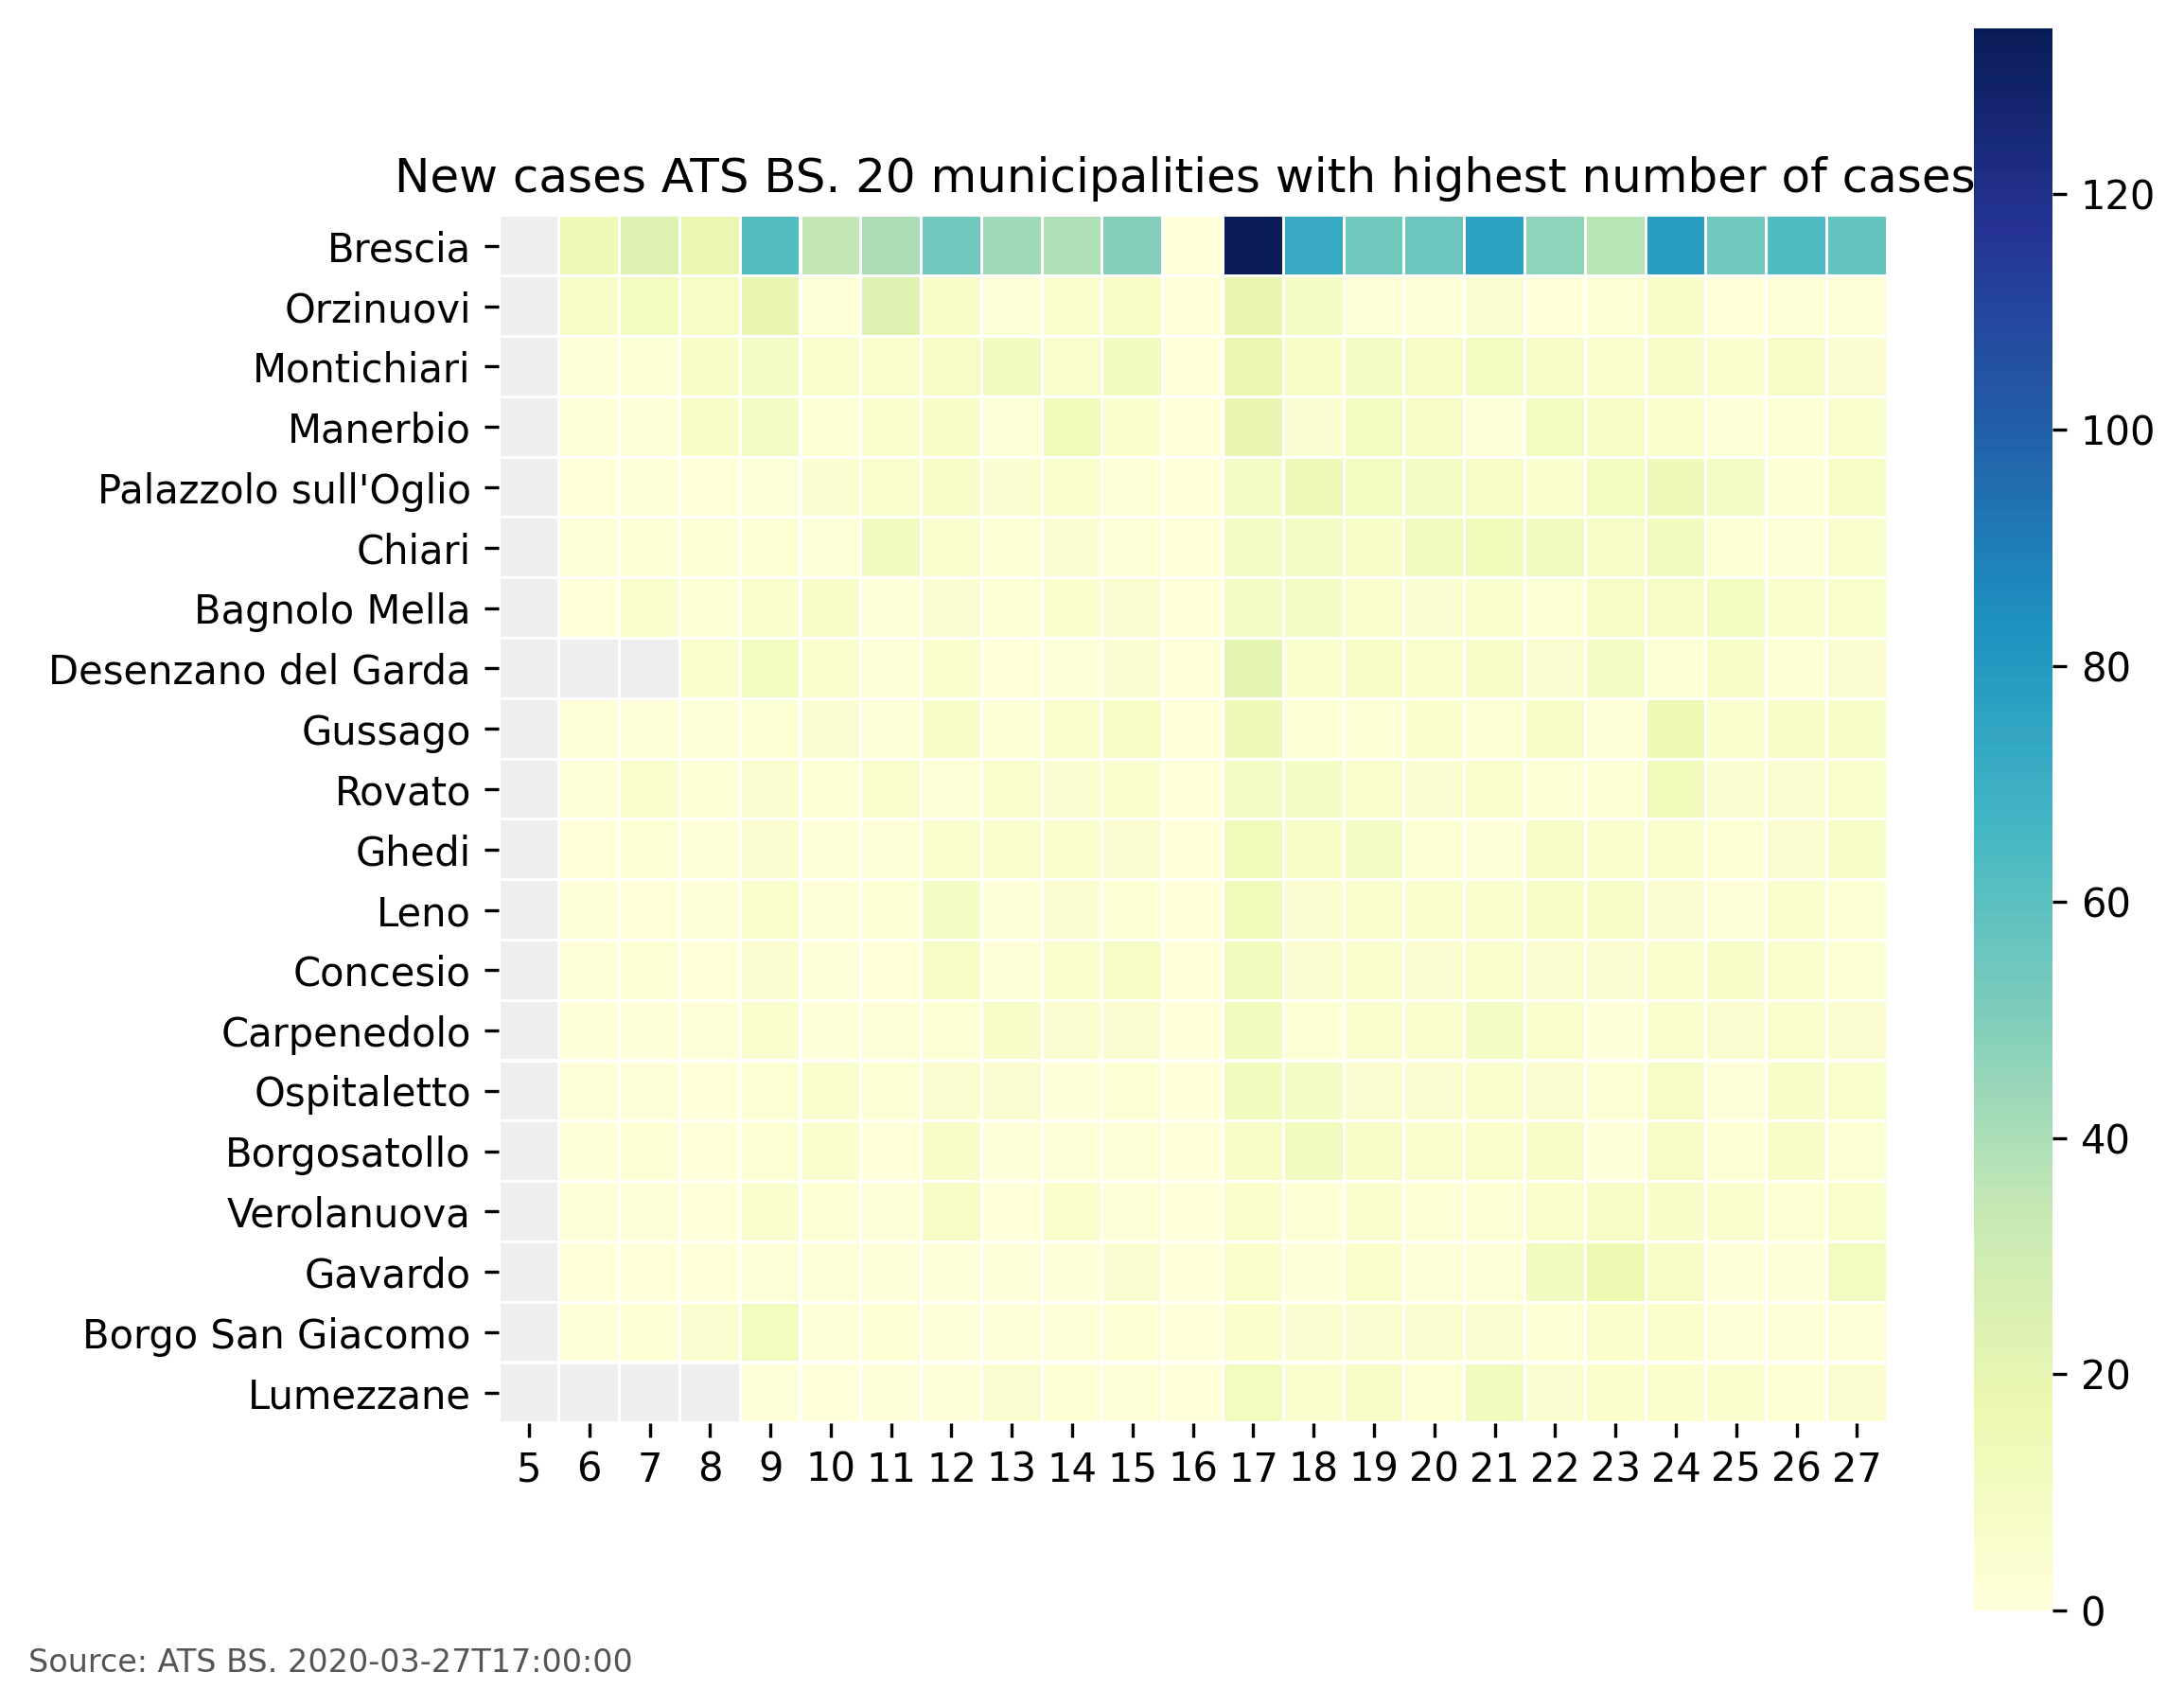 New cases ATS BS. 20 municipalities with highest number of cases
Brescia
Orzinuovi
Montichiari
Manerbio
Palazzolo sull'Oglio
Chiari
Bagnolo Mella
Desenzano del Garda
Gussago
Rovato
Ghedi
Leno
Concesio
Carpenedolo
Ospitaletto
Borgosatollo
Verolanuova
Gavardo
Borgo San Giacomo
Lumezzane
5 6 7 8 9 10 11 12 13 14 15 16 17 18 19 20 21 22 23 24 25 26 27
120
100
80
60
40
20
0
Source: ATS BS. 2020-03-27T17:00:00